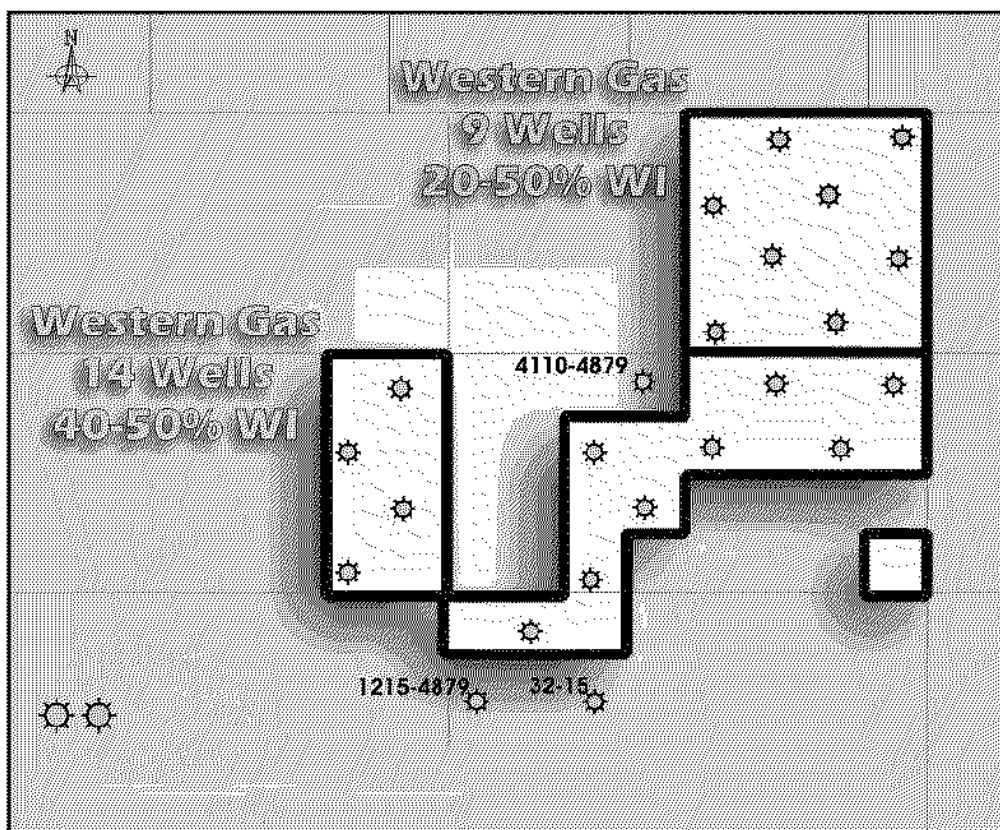 N
Western Gas
9 Wells
20-50% WI
Western Gas
14 Wells
40-50% WI
4110-4879
1215-4879
32-15